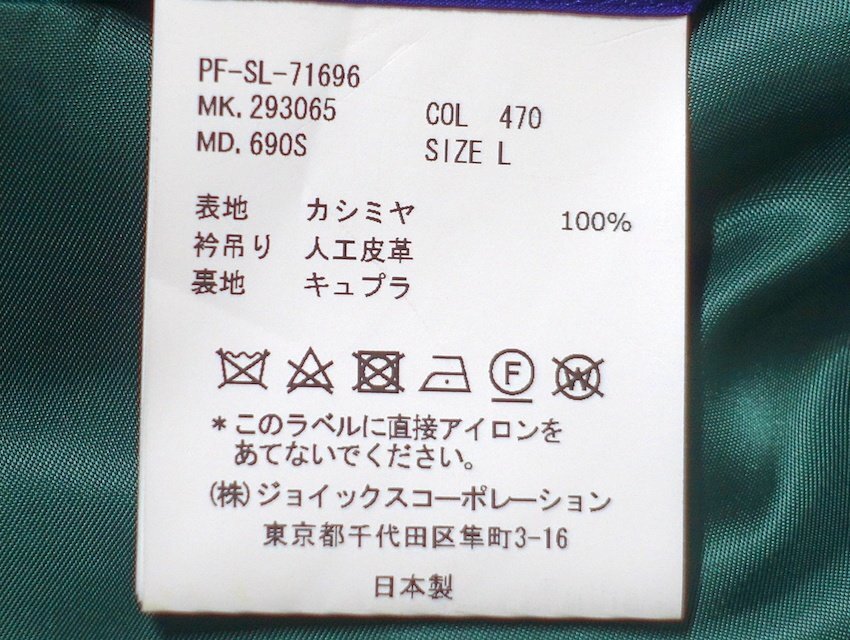 PF-SL-71696
MK. 293065 COL 470
MD. 690S SIZE L
表地 カシミヤ 100%
衿吊り 人工皮革
裏地 キュプラ
F W
*このラベルに直接アイロンを
あてないでください。
(株)ジョイックスコーポレーション
東京都千代田区隼町3-16
日本製